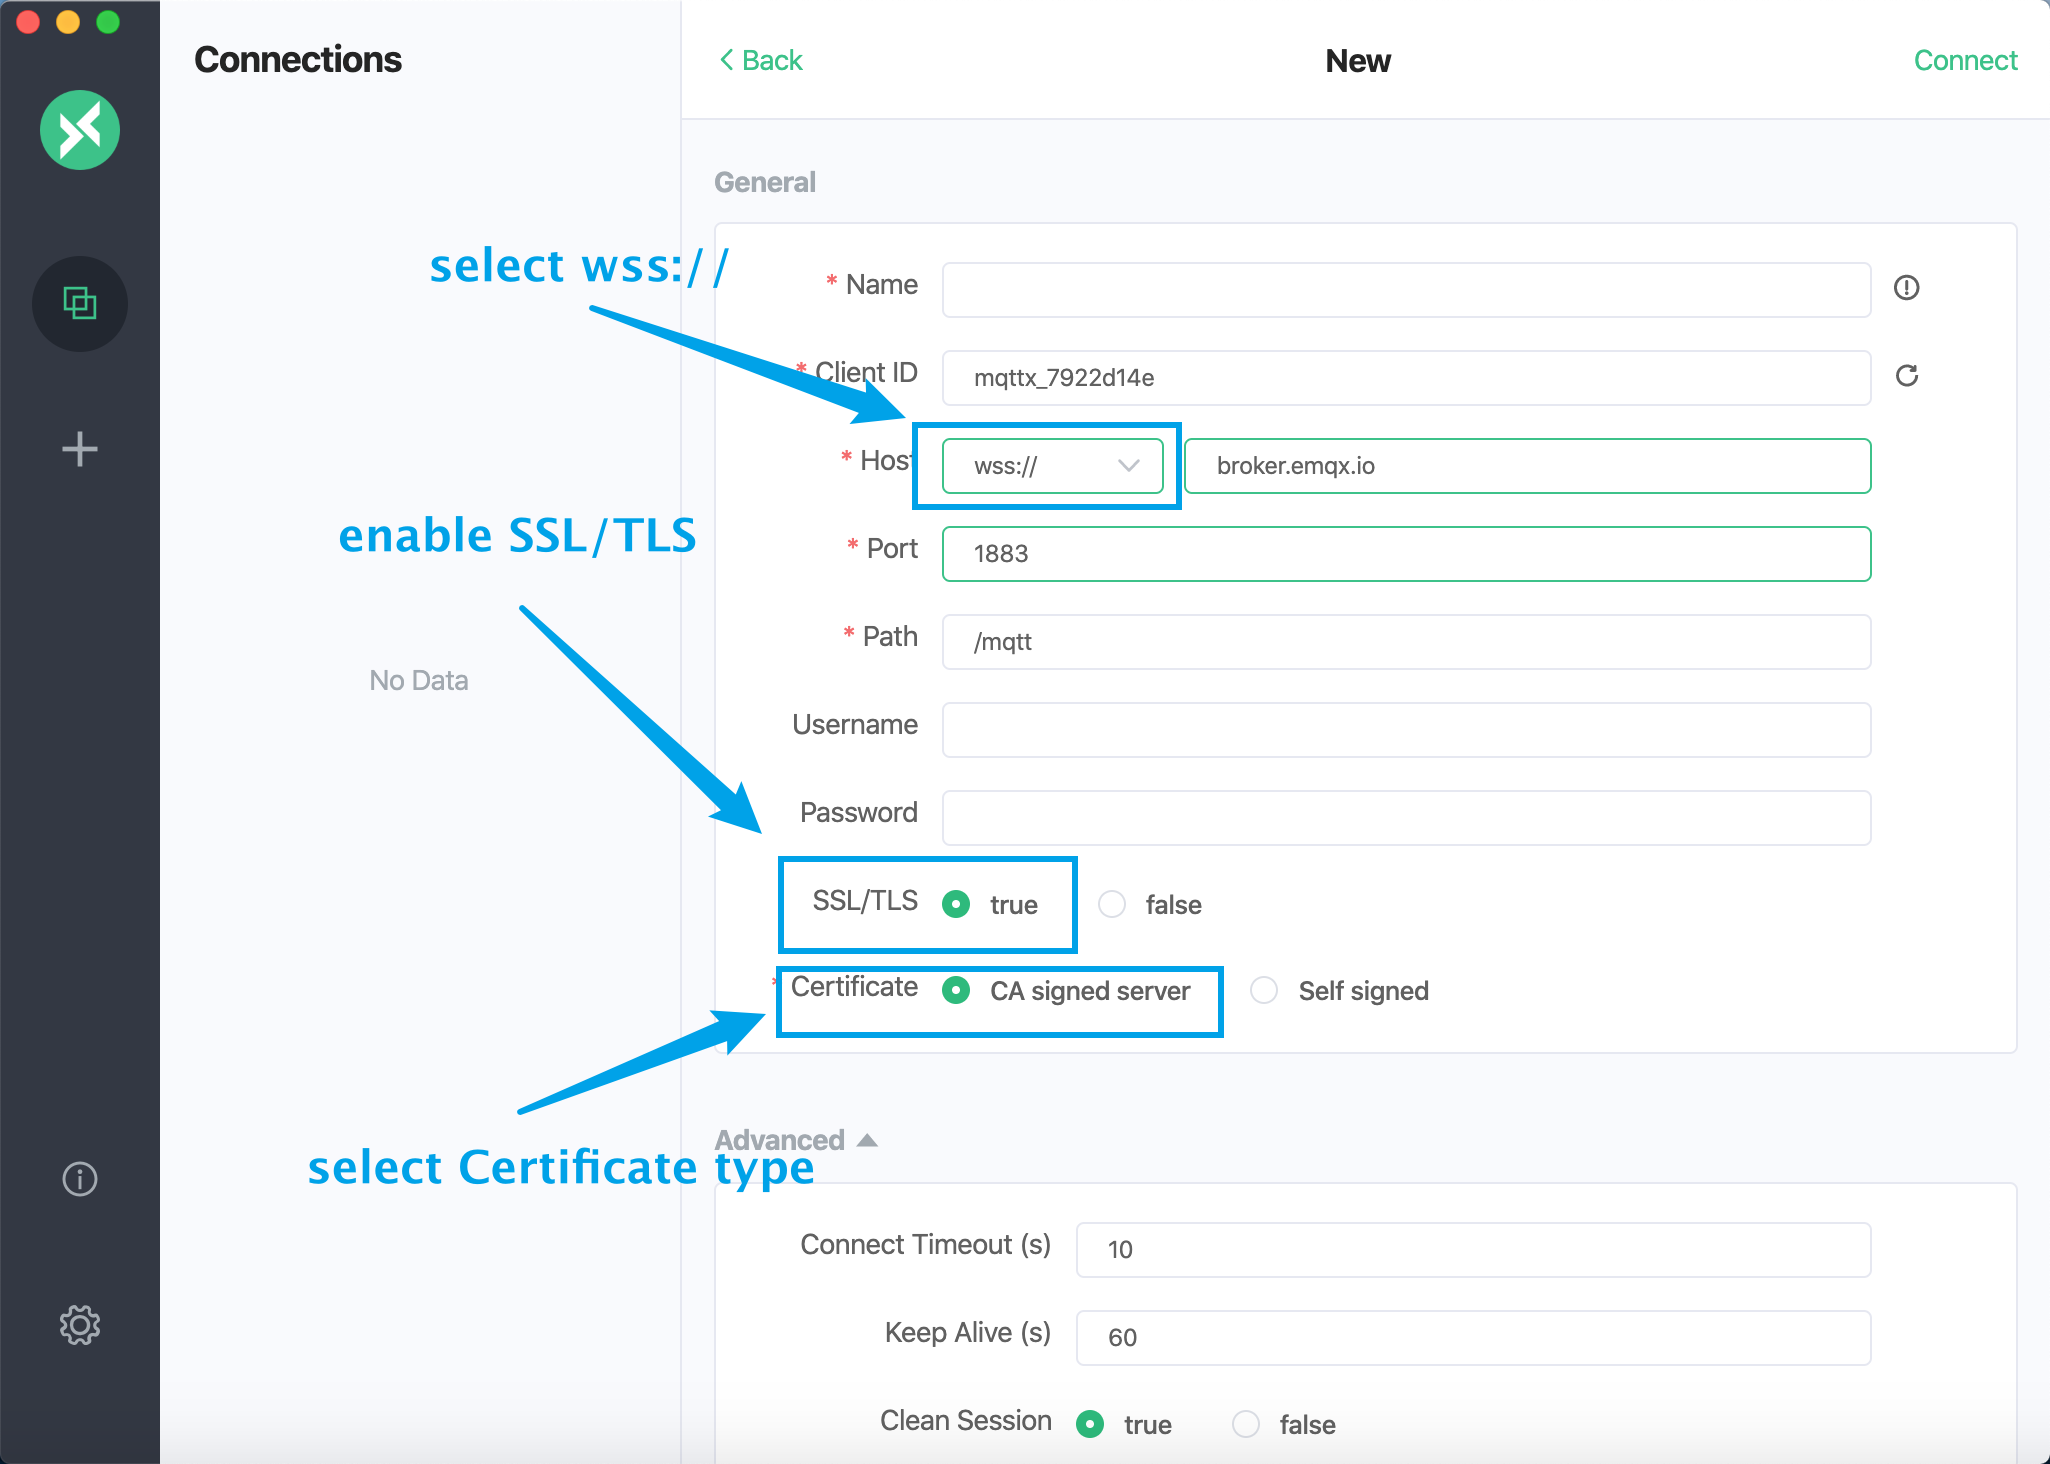 Connections
Back
New
Connect
General
select wss://
* Name
* Client ID
mqttx_7922d14e
* Host
wss://
broker.emqx.io
enable SSL/TLS
* Port
1883
* Path
/mqtt
No Data
Username
Password
SSL/TLS
true
false
* Certificate
CA signed server
Self signed
Advanced
select Certificate type
Connect Timeout (s)
10
Keep Alive (s)
60
Clean Session
true
false